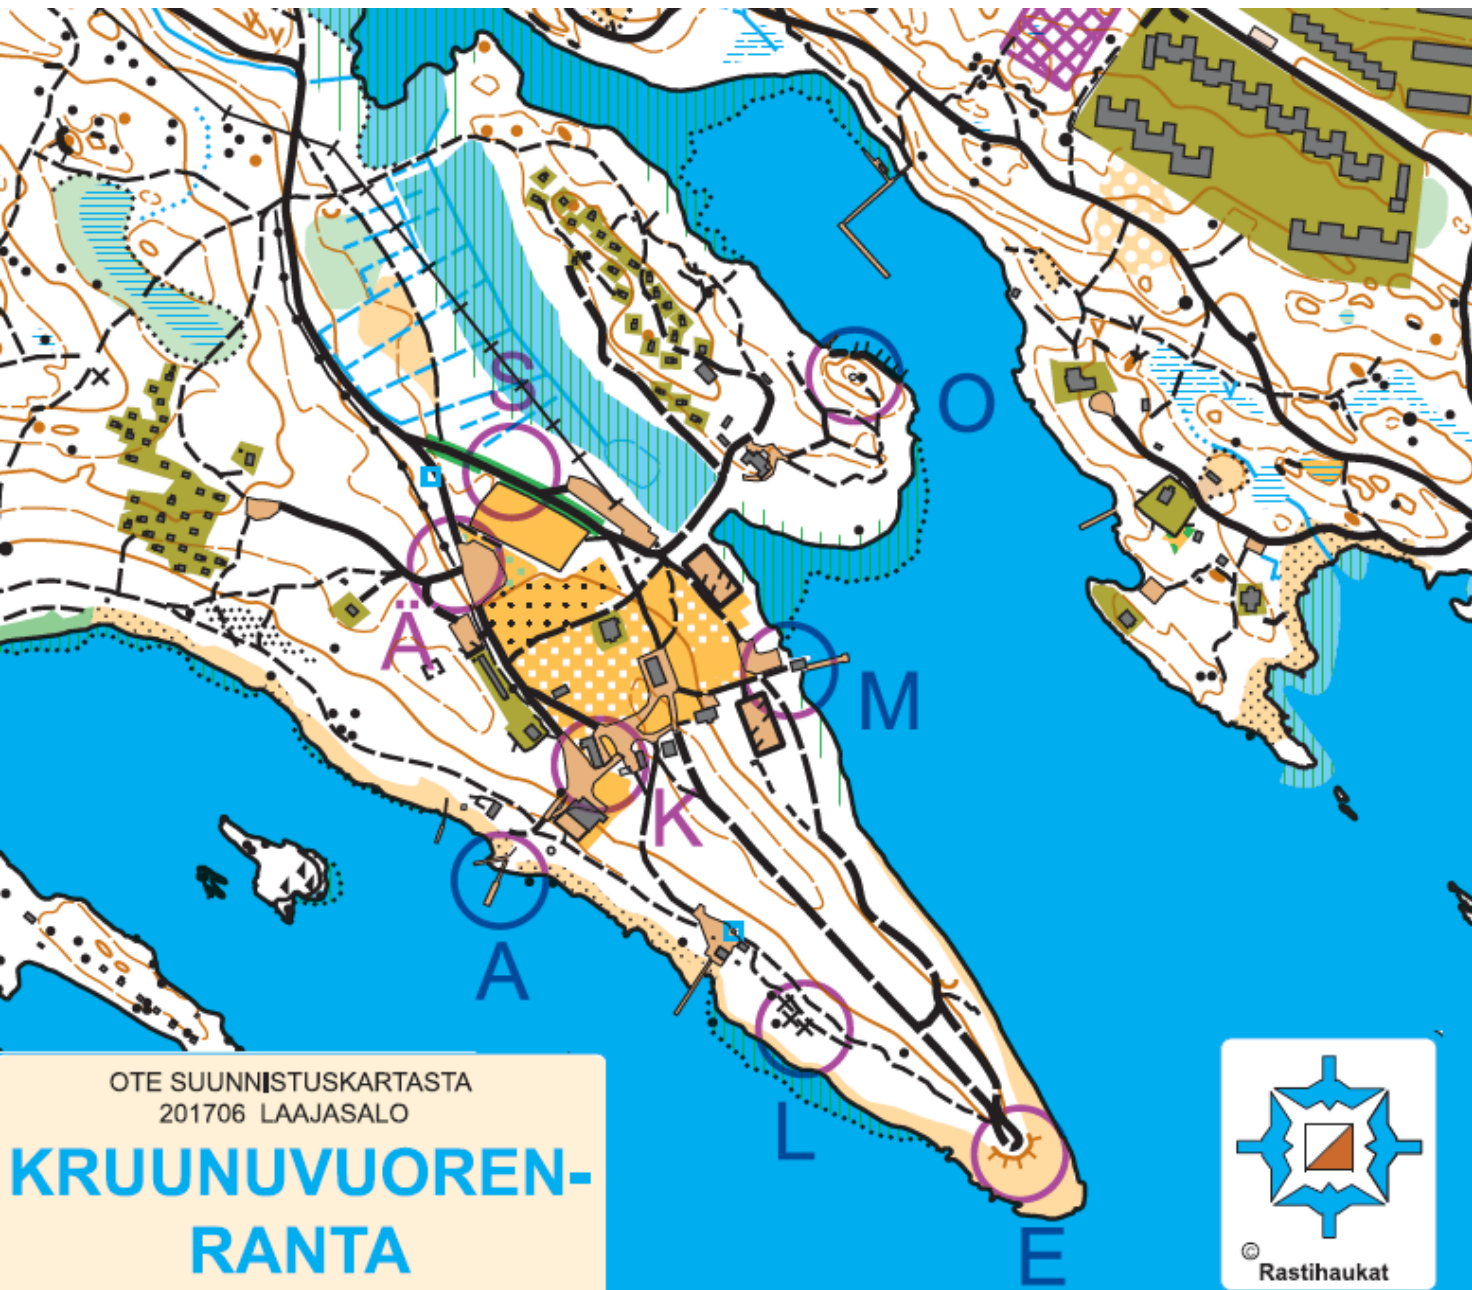 S
O
Ä
M
K
A
L
E
OTE SUUNNISTUSKARTASTA
201706 LAAJASALO
KRUUNUVUOREN-
RANTA
©
Rastihaukat